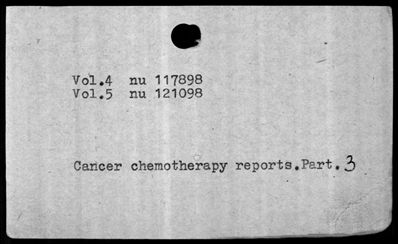 Vol.4 nu 117898
Vol.5 nu 121098
Cancer chemotherapy reports.Part.3